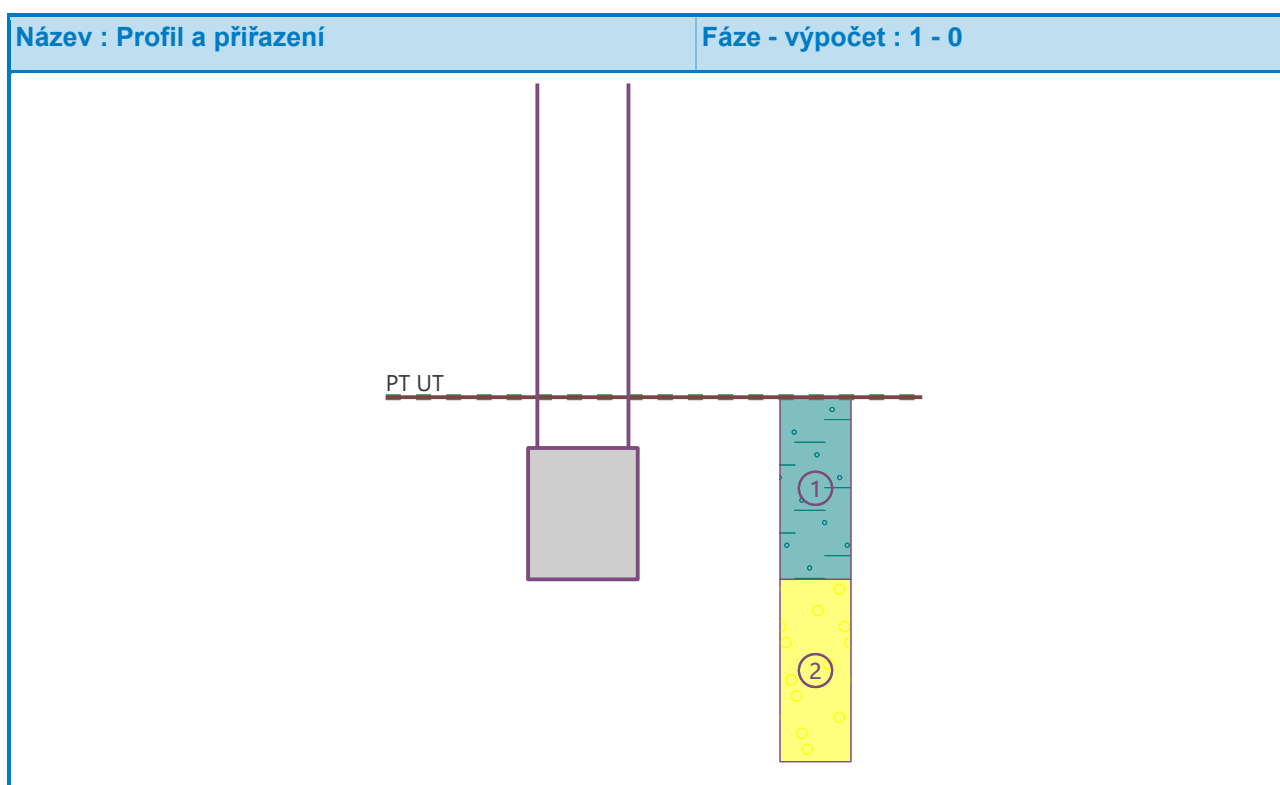 Název : Profil a přiřazení
Fáze - výpočet : 1 - 0
PT UT
1
2